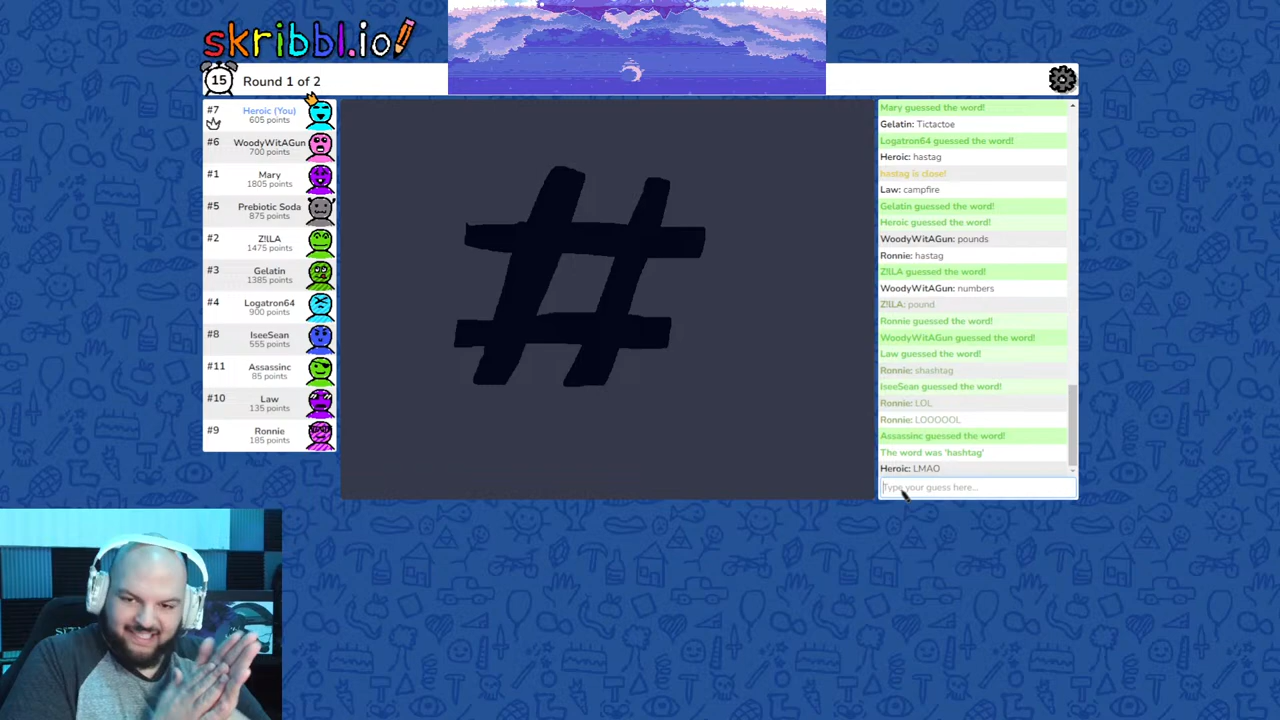 skribbl.io
15
Round 1 of 2
#7
Heroic (You)
605 points
#6
WoodyWitAGun
700 points
#1
Mary
1805 points
#5
Prebiotic Soda
875 points
#2
Z!lLA
1475 points
#3
Gelatin
1385 points
#4
Logatron64
900 points
#8
IseeSean
555 points
#11
Assassinc
85 points
#10
Law
135 points
#9
Ronnie
185 points
#
Mary guessed the word!
Gelatin: Tictactoe
Logatron64 guessed the word!
Heroic: hastag
hastag is close!
Law: campfire
Gelatin guessed the word!
Heroic guessed the word!
WoodyWitAGun: pounds
Ronnie: hastag
Z!lLA guessed the word!
WoodyWitAGun: numbers
Z!lLA: pound
Ronnie guessed the word!
WoodyWitAGun guessed the word!
Law guessed the word!
Ronnie: shashtag
IseeSean guessed the word!
Ronnie: LOL
Ronnie: LOOOOOL
Assassinc guessed the word!
The word was 'hashtag'
Heroic: LMAO
Type your guess here...